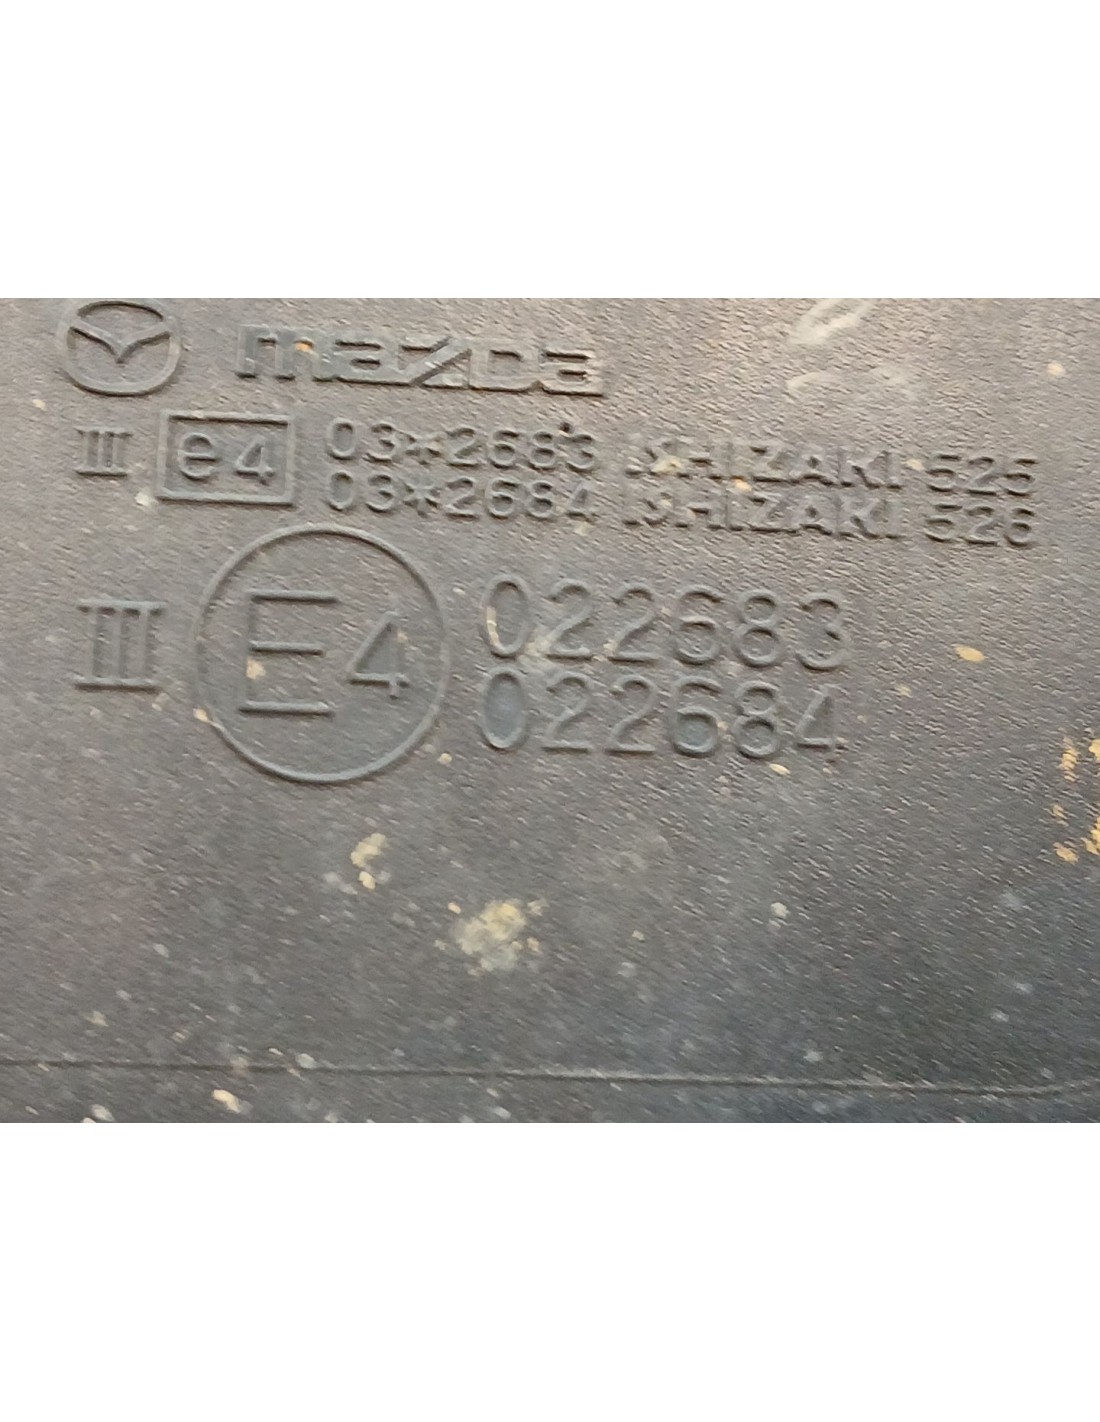 mazda
III e4 03*2683 ISHIZAKI 525
03*2684 ISHIZAKI 526
III E4 022683
022684